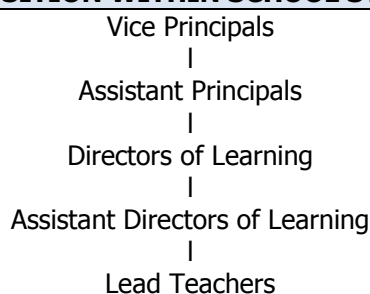 Vice Principals
|
Assistant Principals
|
Directors of Learning
|
Assistant Directors of Learning
|
Lead Teachers